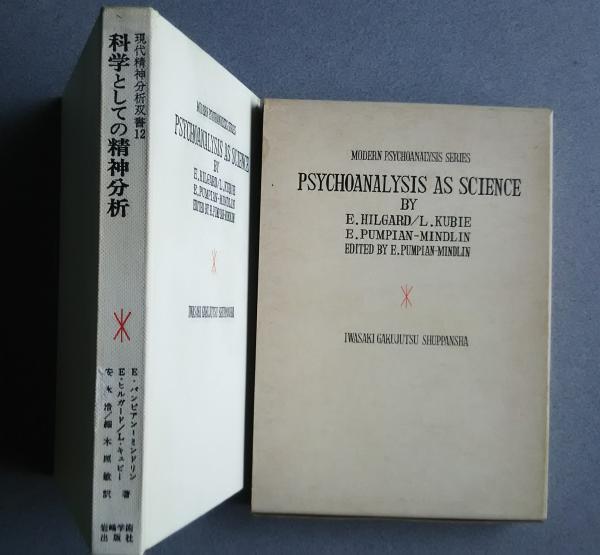 現代精神分析双書12
科学としての精神分析
E・パンピアン-ミンドリン
E・ヒルガード/L・キュビー 著
安永浩/細木照敏 訳
岩崎学術
出版社
MODERN PSYCHOANALYSIS SERIES
PSYCHOANALYSIS AS SCIENCE
BY
E. HILGARD/L. KUBIE
E. PUMPIAN-MINDLIN
EDITED BY E. PUMPIAN-MINDLIN
IWASAKI GAKUJUTSU SHUPPANSHA
MODERN PSYCHOANALYSIS SERIES
PSYCHOANALYSIS AS SCIENCE
BY
E. HILGARD/L. KUBIE
E. PUMPIAN-MINDLIN
EDITED BY E. PUMPIAN-MINDLIN
IWASAKI GAKUJUTSU SHUPPANSHA